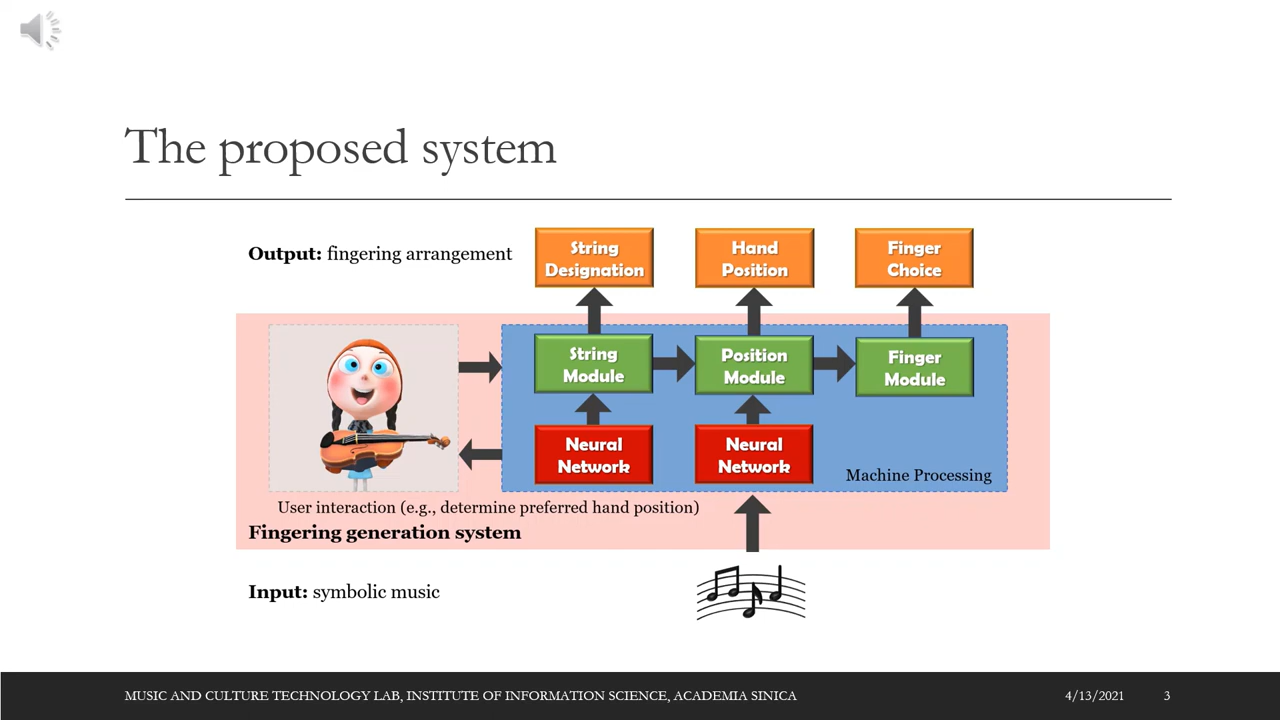 The proposed system
Output: fingering arrangement
String
Designation
Hand
Position
Finger
Choice
String
Module
Position
Module
Finger
Module
Neural
Network
Neural
Network
Machine Processing
User interaction (e.g., determine preferred hand position)
Fingering generation system
Input: symbolic music
MUSIC AND CULTURE TECHNOLOGY LAB, INSTITUTE OF INFORMATION SCIENCE, ACADEMIA SINICA
4/13/2021
3